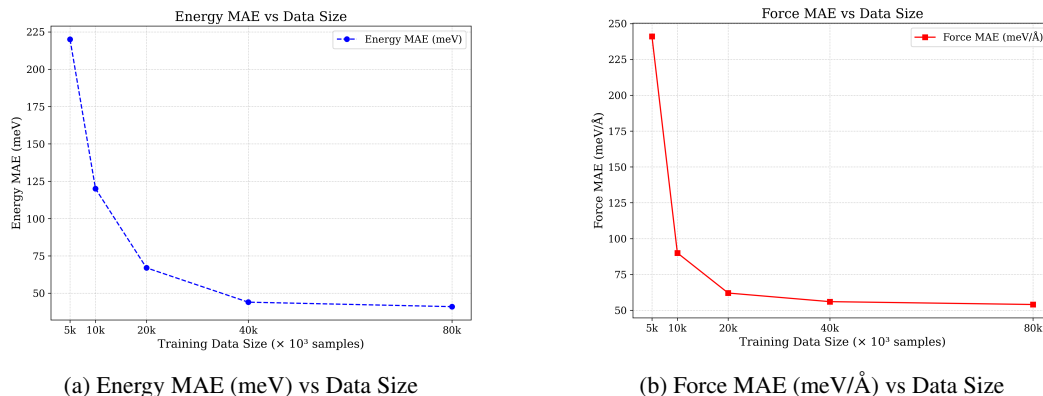 Energy MAE vs Data Size
Energy MAE (meV)
225
200
175
150
125
100
75
50
Energy MAE (meV)
5k 10k 20k 40k 80k
Training Data Size (× 10³ samples)
(a) Energy MAE (meV) vs Data Size
Force MAE vs Data Size
Force MAE (meV/Å)
250
225
200
175
150
125
100
75
50
Force MAE (meV/Å)
5k 10k 20k 40k 80k
Training Data Size (× 10³ samples)
(b) Force MAE (meV/Å) vs Data Size